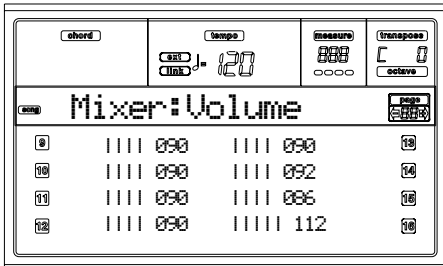 chord tempo measure transpose
ext link = 120 888 C 0
octave
song Mixer:Volume page
9 090 090 13
10 090 092 14
11 090 086 15
12 090 112 16